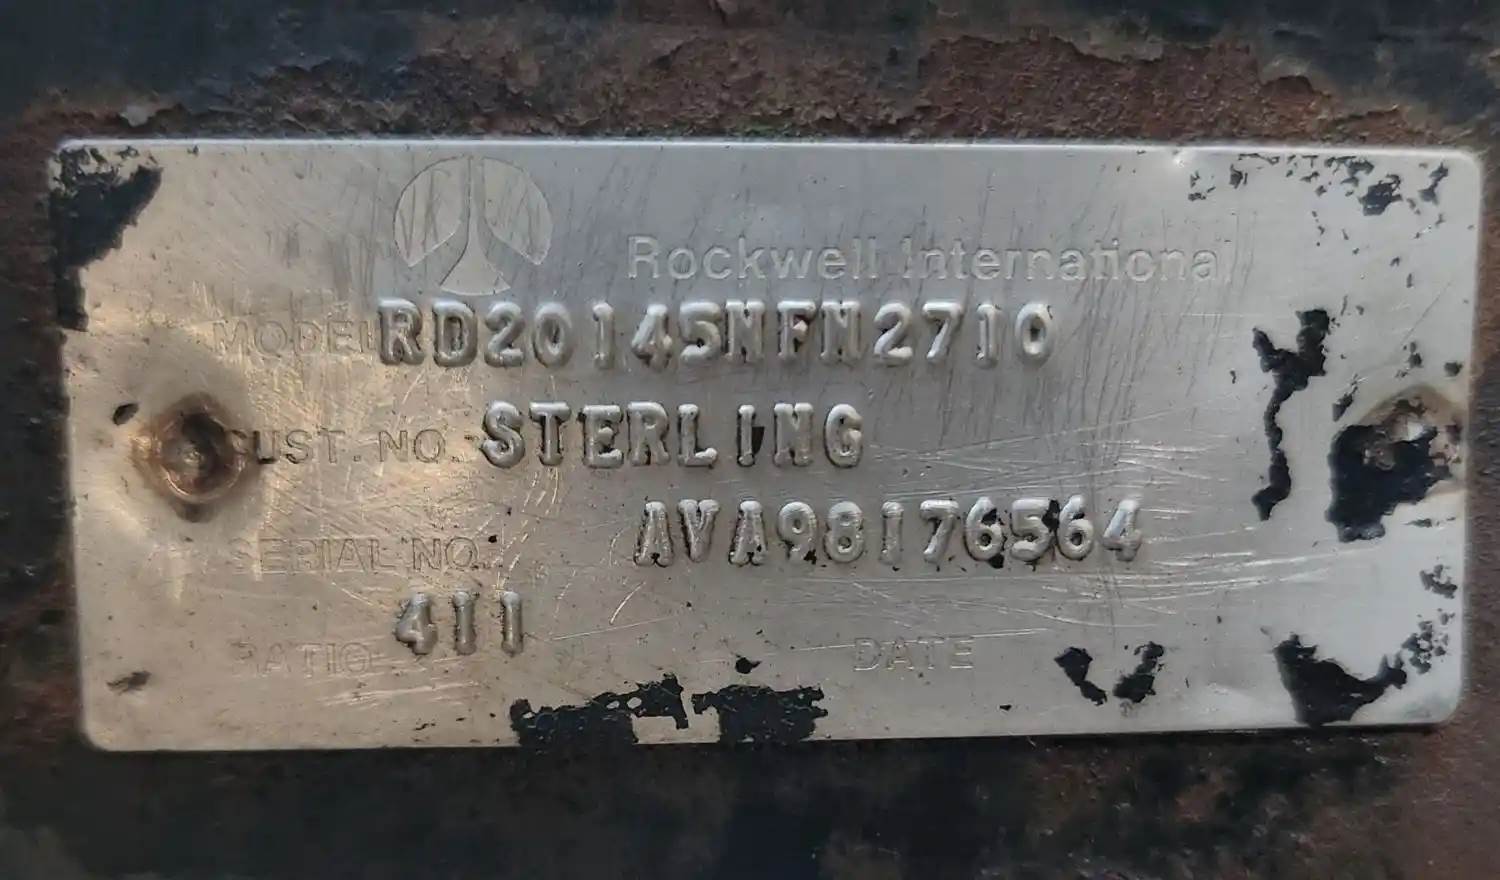 Rockwell International
MODEL RD20145NFN2710
CUST. NO. STERLING
SERIAL NO. AVA98176564
RATIO 411 DATE